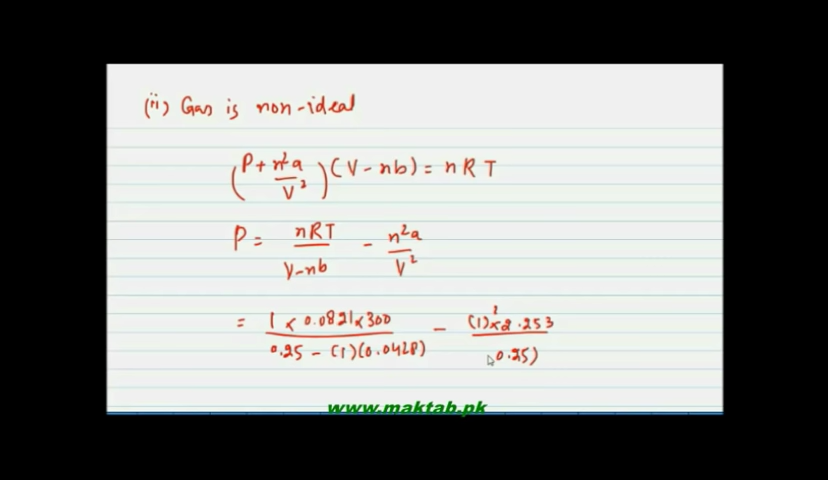 (ii) Gas is non-ideal
(P + n²a / V²) (V - nb) = nRT
P = nRT / V-nb - n²a / V²
= 1 x 0.0821 x 300 / 0.25 - (1)(0.0428) - (1)² x 2.253 / 0.25)
www.maktab.pk